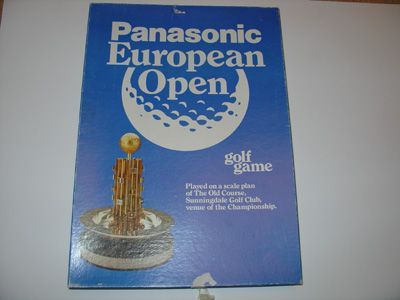 Panasonic
European
Open
golf
game
Played on a scale plan
of The Old Course,
Sunningdale Golf Club,
venue of the Championship.